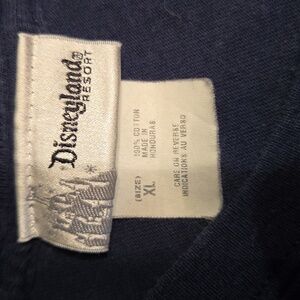 Disneyland®
RESORT
100% COTTON
MADE IN
HONDURAS
(SIZE)
XL
CARE ON REVERSE
INDICATIONS AU VERSO